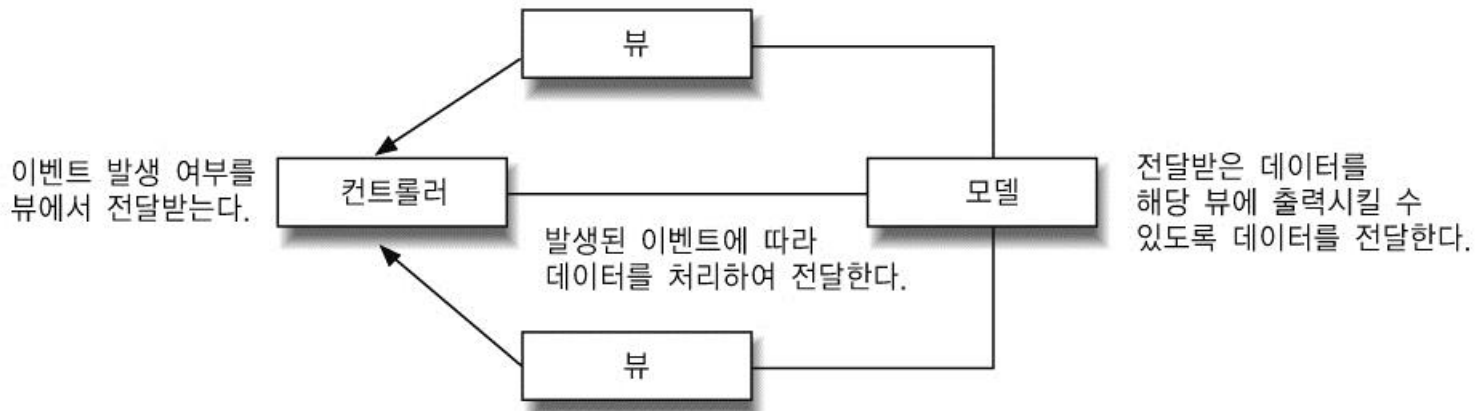 뷰
이벤트 발생 여부를
뷰에서 전달받는다.
컨트롤러
모델
전달받은 데이터를
해당 뷰에 출력시킬 수
있도록 데이터를 전달한다.
발생된 이벤트에 따라
데이터를 처리하여 전달한다.
뷰